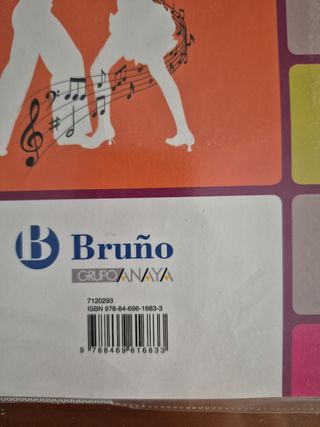 B Bruño
GRUPO ANAYA
7120293
ISBN 978-84-696-1683-3
9 788469 616833